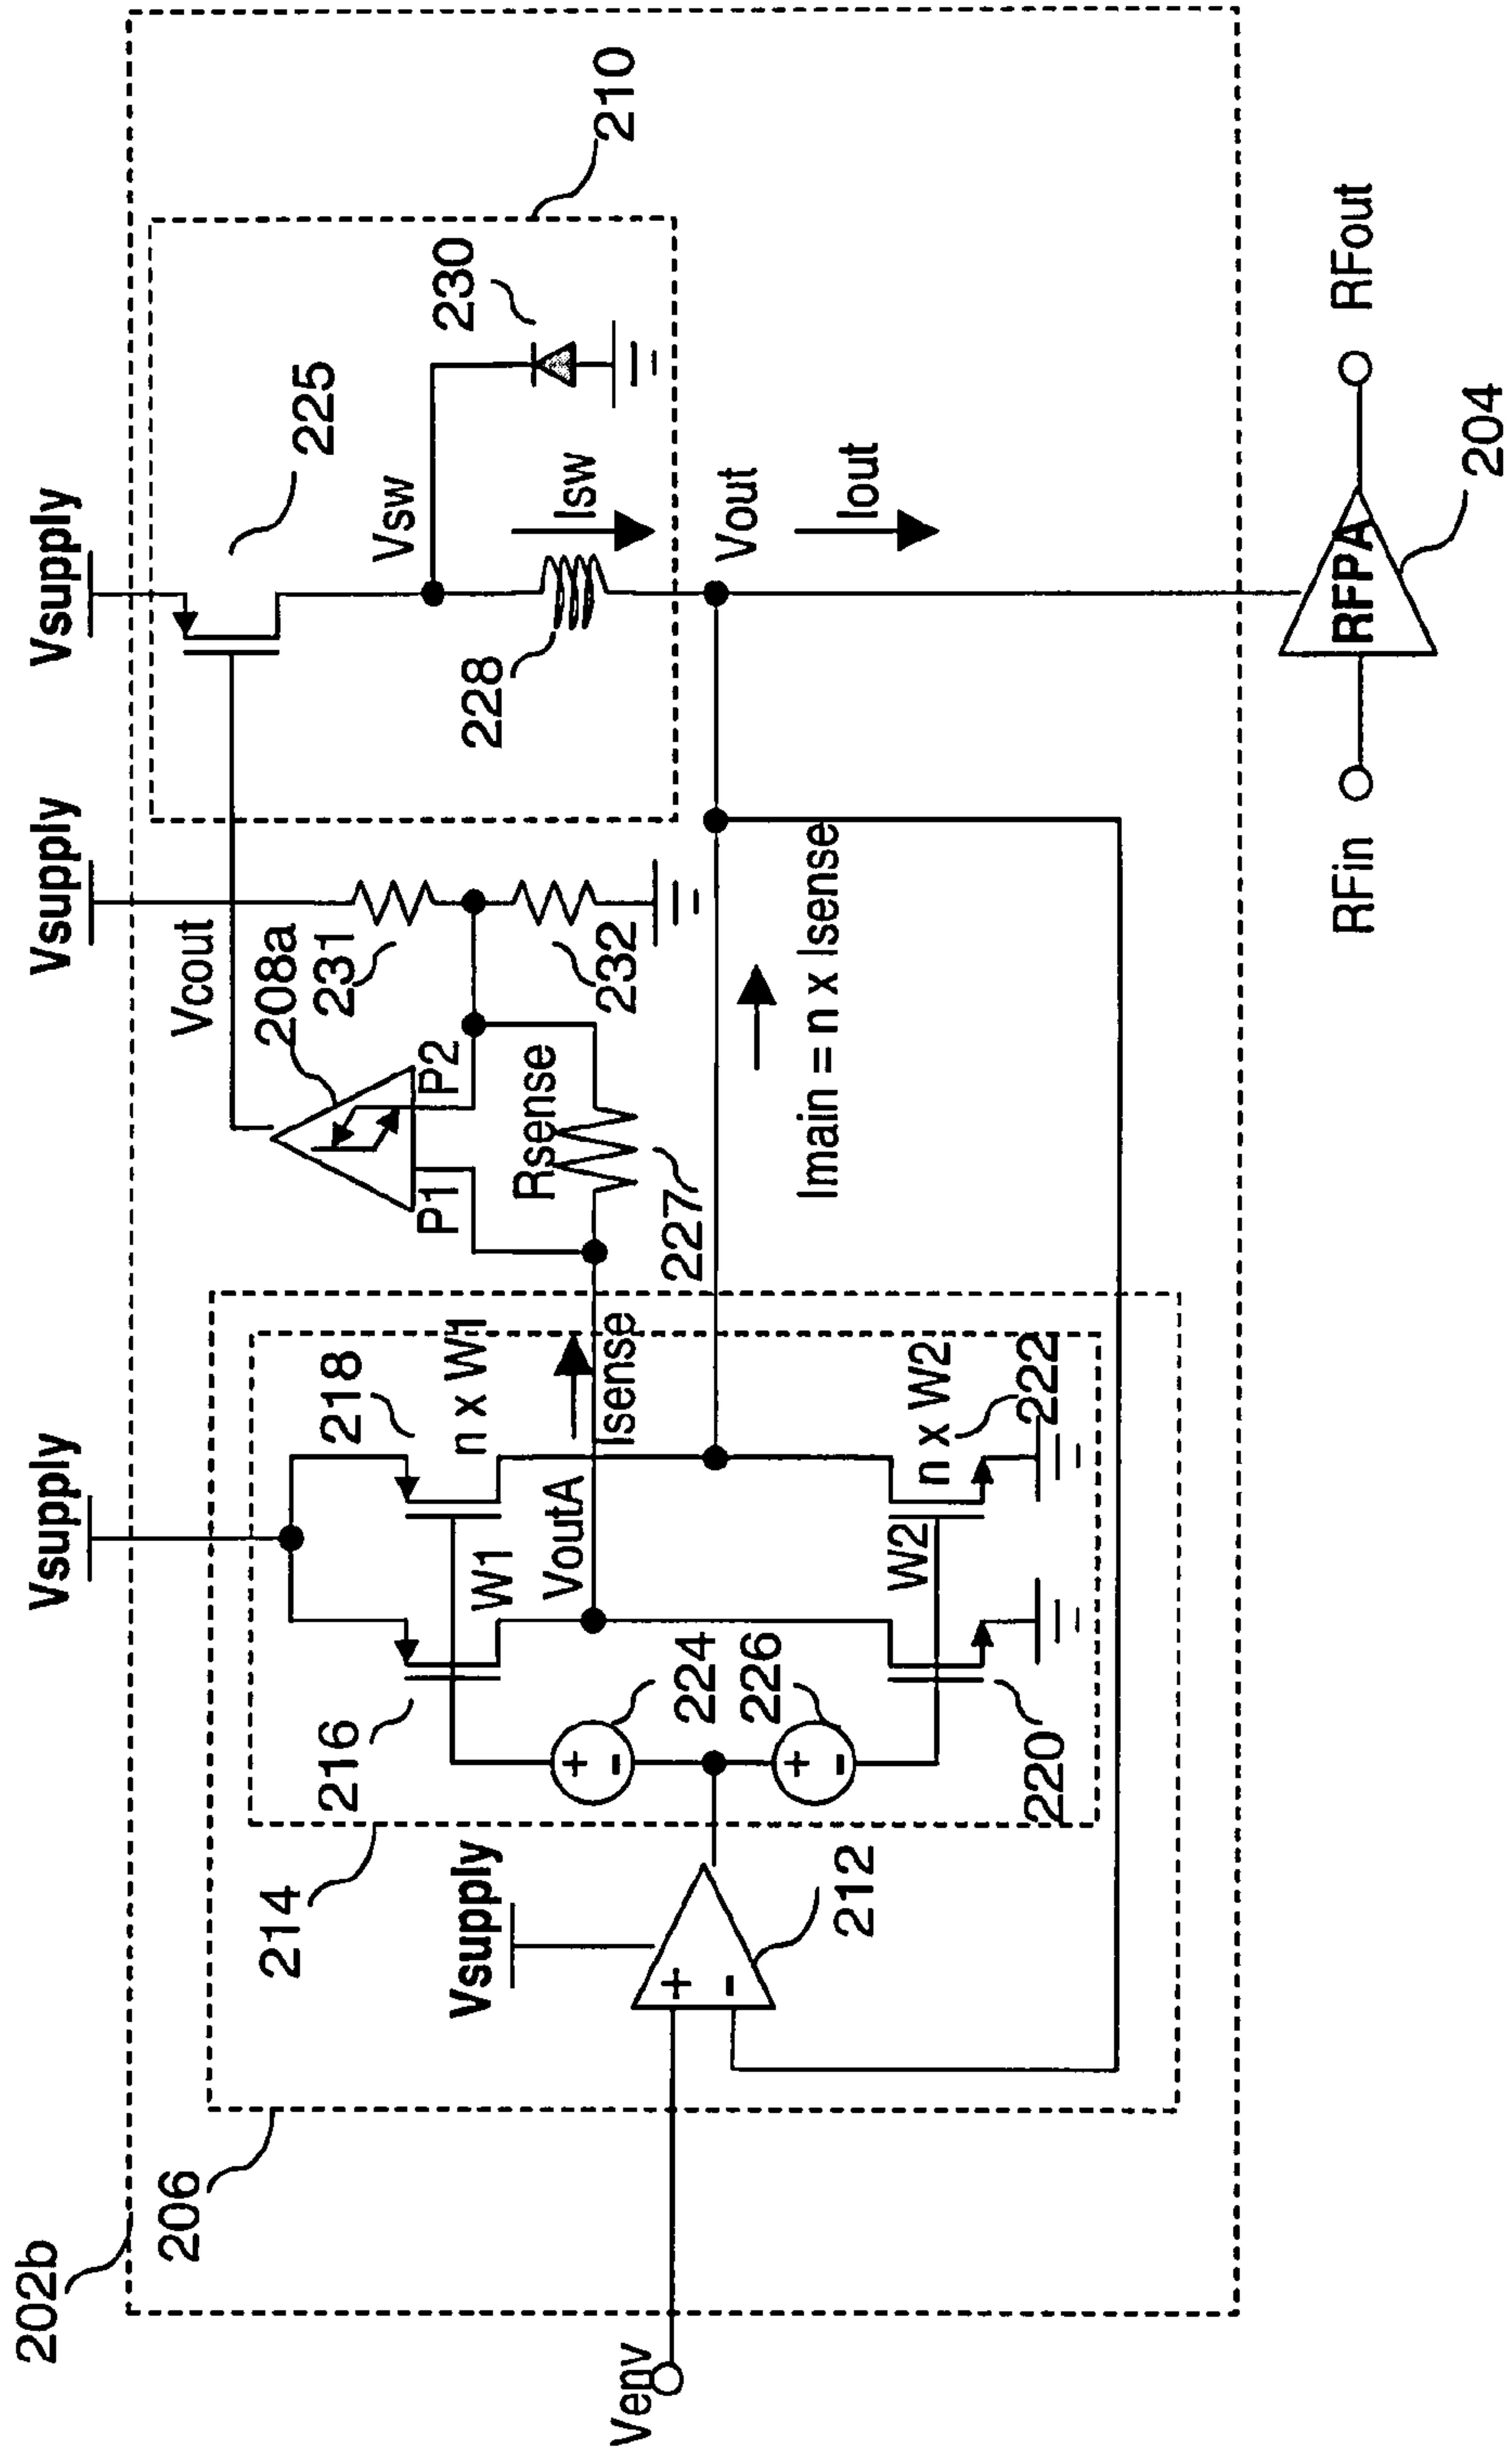 202b
206
Vsupply
Vsupply
Vsupply
Vcout
208a
225
210
214
216
218
n x W1
W1
VoutA
Isense
P1
P2
231
232
Rsense
227
Vsw
230
228
Isw
Vsupply
212
+
-
224
+
-
226
+
-
W2
n x W2
222
220
Imain = n x Isense
Vout
Iout
Venv
RFin
RFPA
RFout
204